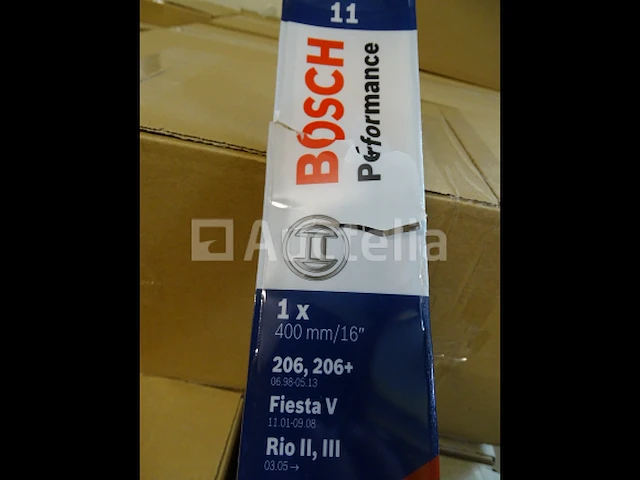 11
BOSCH
Performance
Auctelia
1 x
400 mm/16"
206, 206+
06.98-05.13
Fiesta V
11.01-09.08
Rio II, III
03.05 →